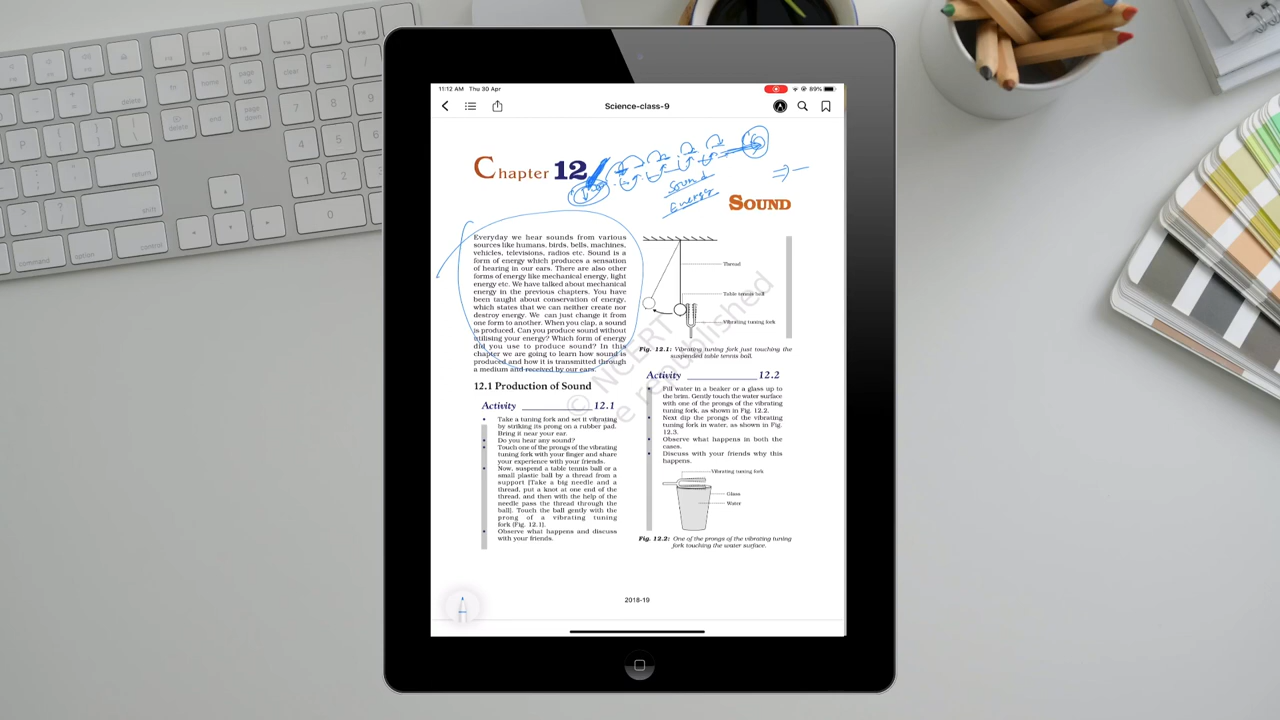 11:12 AM Thu 30 Apr
89%
Science-class-9
Chapter 12
Sound
Energy
SOUND
Everyday we hear sounds from various
sources like humans, birds, bells, machines,
vehicles, televisions, radios etc. Sound is a
form of energy which produces a sensation
of hearing in our ears. There are also other
forms of energy like mechanical energy, light
energy etc. We have talked about mechanical
energy in the previous chapters. You have
been taught about conservation of energy,
which states that we can neither create nor
destroy energy. We can just change it from
one form to another. When you clap, a sound
is produced. Can you produce sound without
utilising your energy? Which form of energy
did you use to produce sound? In this
chapter we are going to learn how sound is
produced and how it is transmitted through
a medium and received by our ears.
12.1 Production of Sound
Activity 12.1
• Take a tuning fork and set it vibrating
by striking its prong on a rubber pad.
Bring it near your ear.
• Do you hear any sound?
• Touch one of the prongs of the vibrating
tuning fork with your finger and share
your experience with your friends.
• Now, suspend a table tennis ball or a
small plastic ball by a thread from a
support [Take a big needle and a
thread, put a knot at one end of the
thread, and then with the help of the
needle pass the thread through the
ball]. Touch the ball gently with the
prong of a vibrating tuning
fork (Fig. 12.1).
• Observe what happens and discuss
with your friends.
Thread
Table tennis ball
Vibrating tuning fork
Fig. 12.1: Vibrating tuning fork just touching the
suspended table tennis ball.
Activity 12.2
• Fill water in a beaker or a glass up to
the brim. Gently touch the water surface
with one of the prongs of the vibrating
tuning fork, as shown in Fig. 12.2.
• Next dip the prongs of the vibrating
tuning fork in water, as shown in Fig.
12.3.
• Observe what happens in both the
cases.
• Discuss with your friends why this
happens.
Vibrating tuning fork
Glass
Water
Fig. 12.2: One of the prongs of the vibrating tuning
fork touching the water surface.
© NCERT
e republished
2018-19